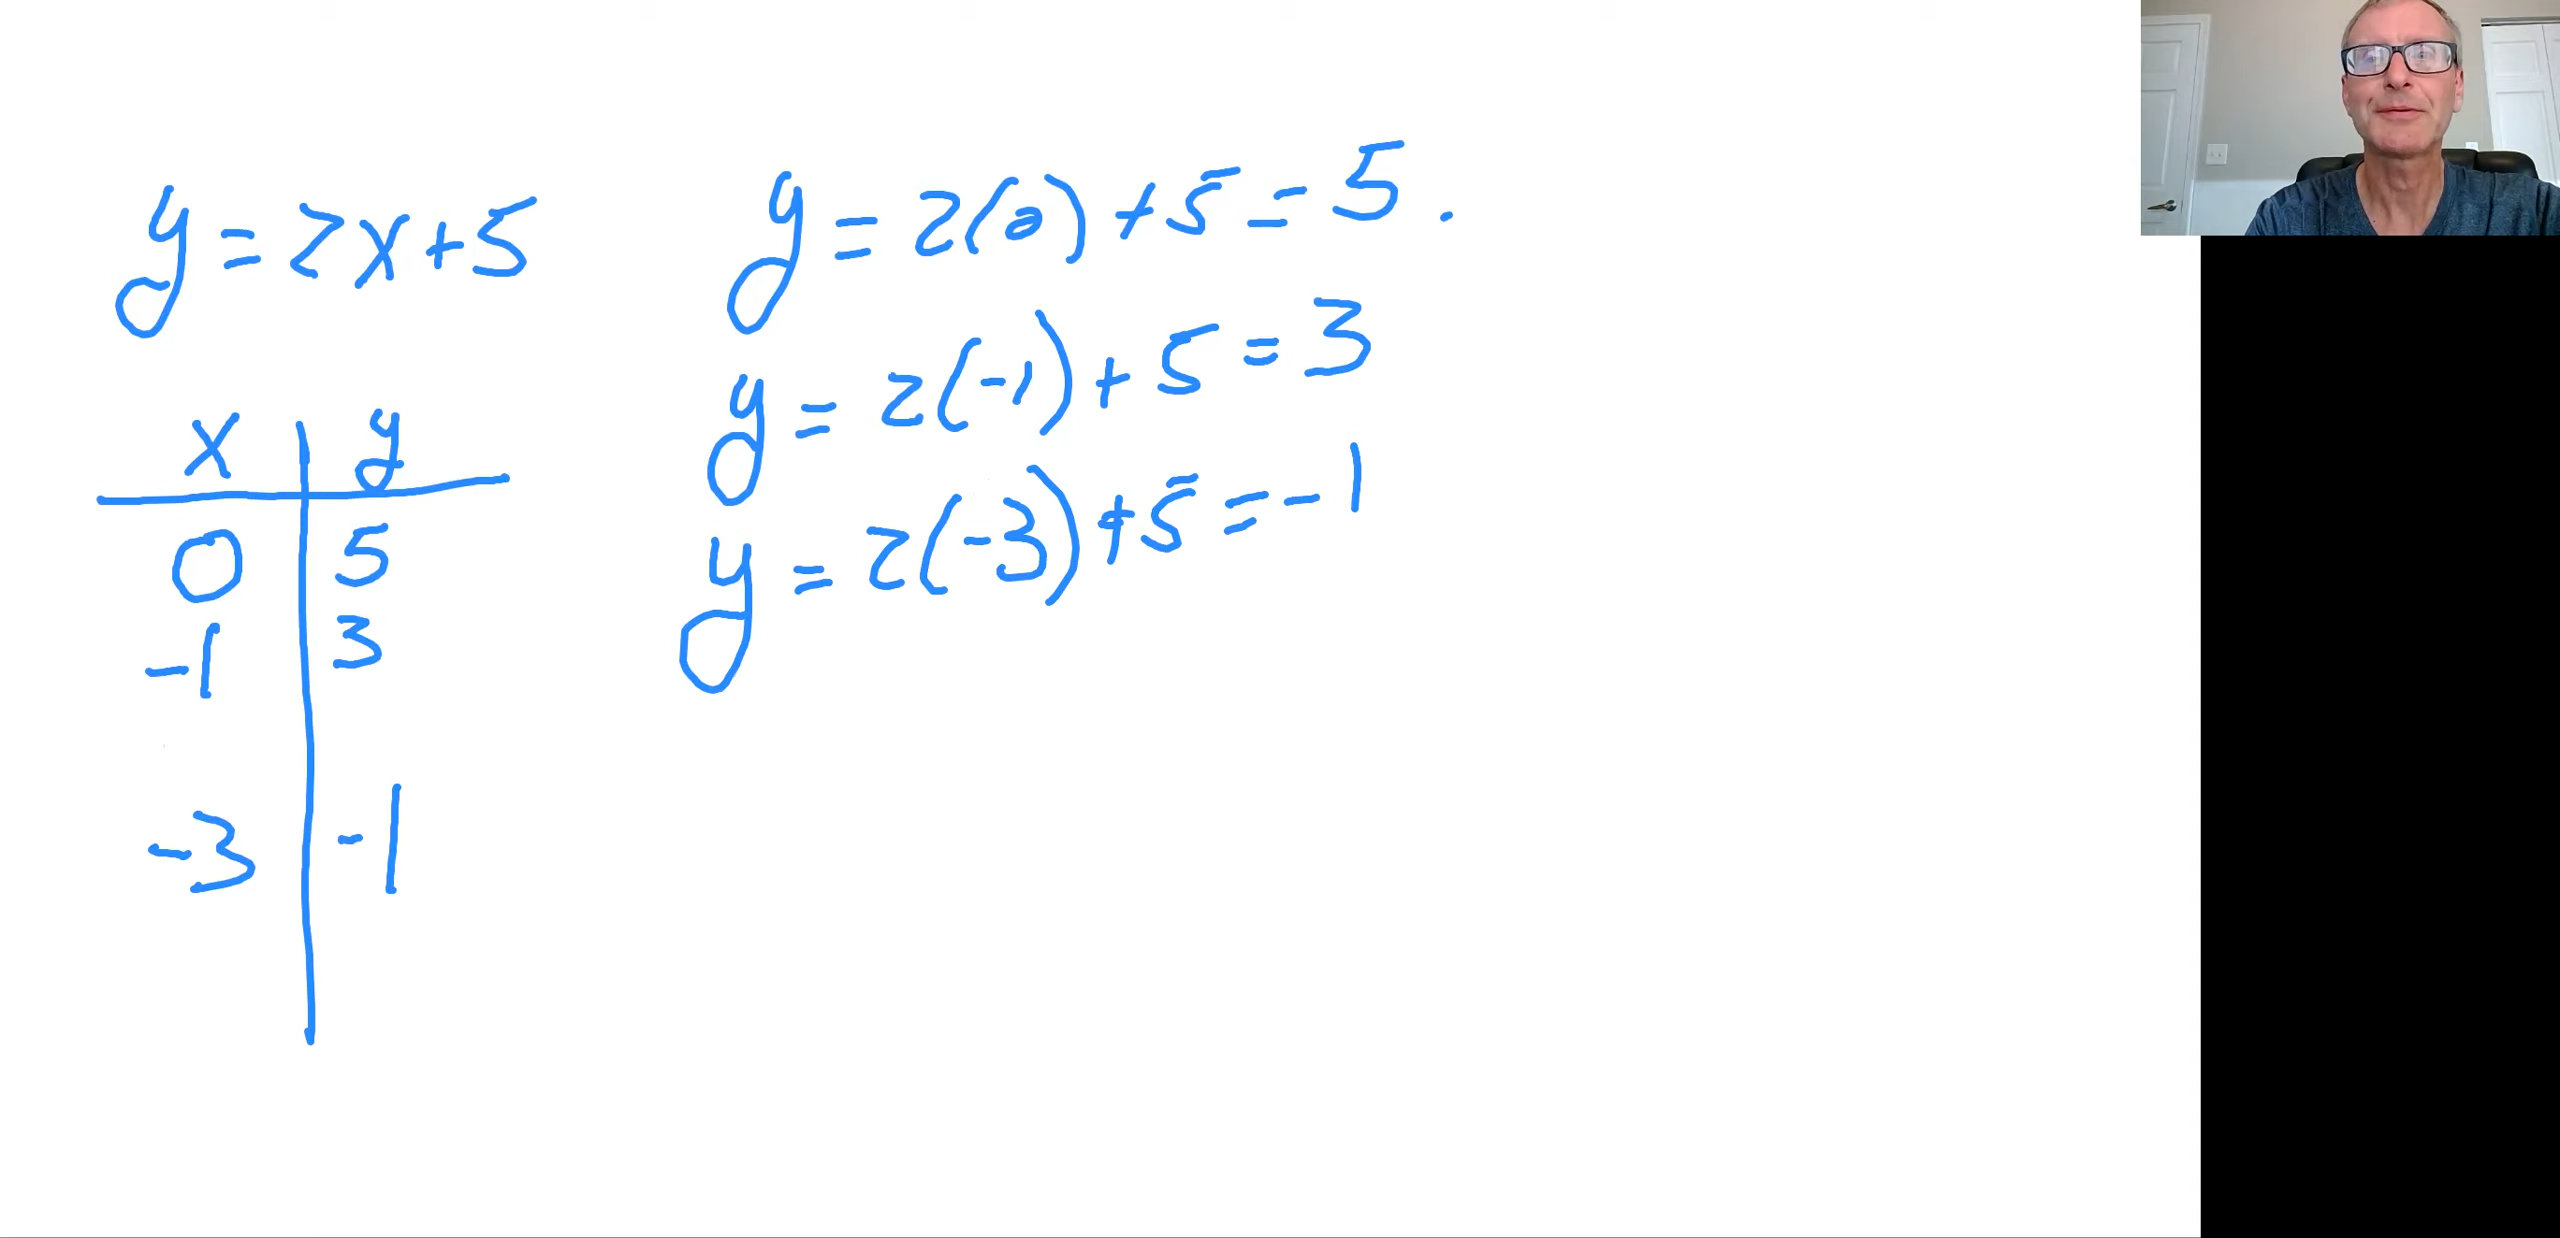 y = 2x+5
x | y
0 | 5
-1 | 3
-3 | -1
y = 2(0) +5 = 5.
y = 2(-1) + 5 = 3
y = 2(-3) +5 = -1